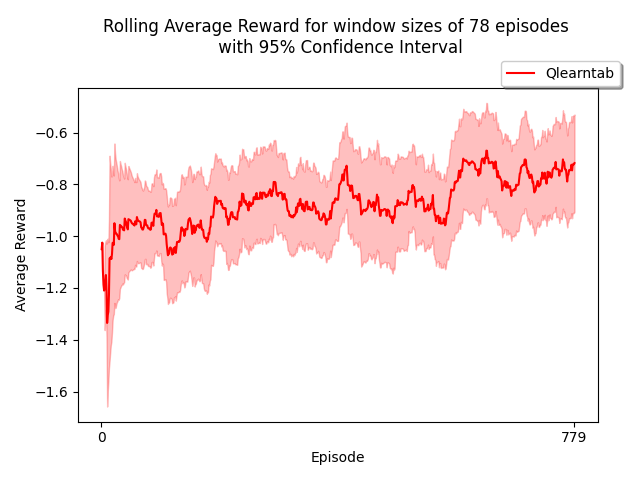 Rolling Average Reward for window sizes of 78 episodes
with 95% Confidence Interval
Qlearntab
Average Reward
−0.6
−0.8
−1.0
−1.2
−1.4
−1.6
0
779
Episode